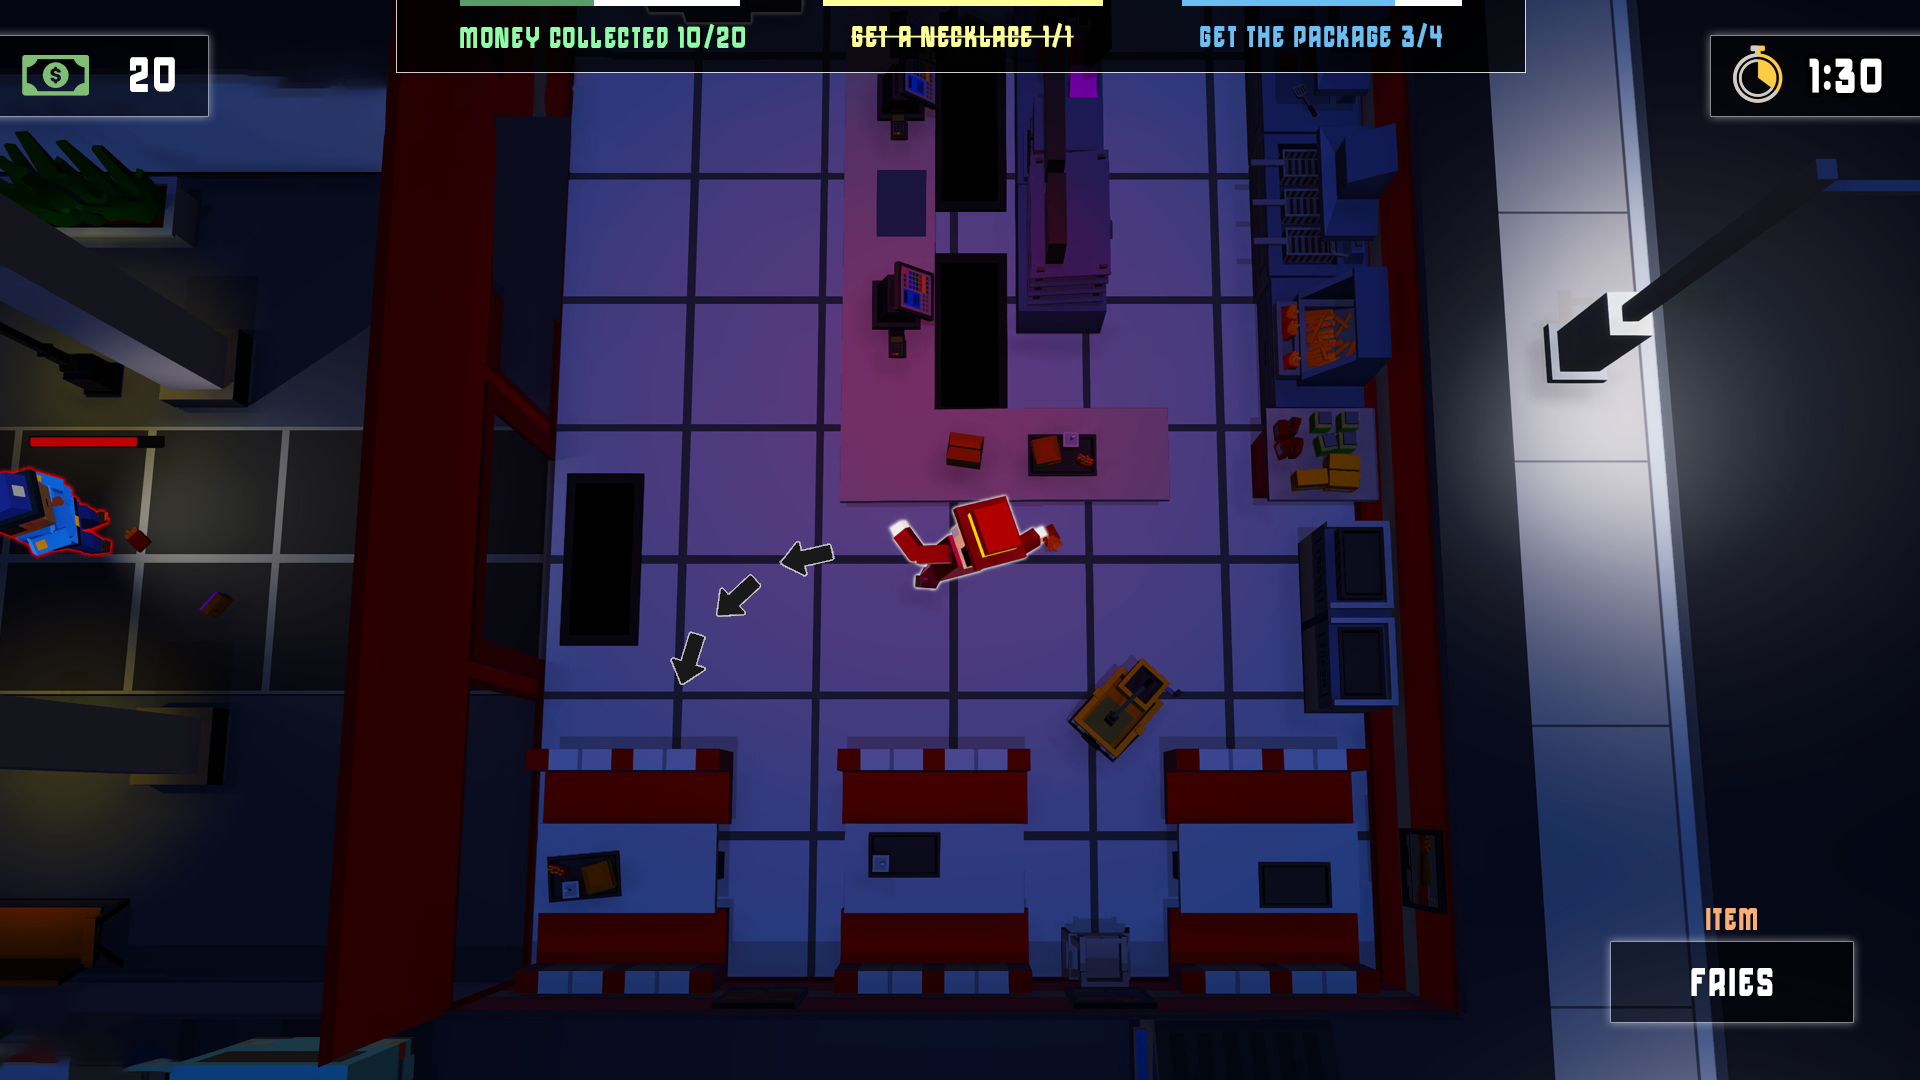 MONEY COLLECTED 10/20
GET A NECKLACE 1/1
GET THE PACKAGE 3/4
20
1:30
ITEM
FRIES